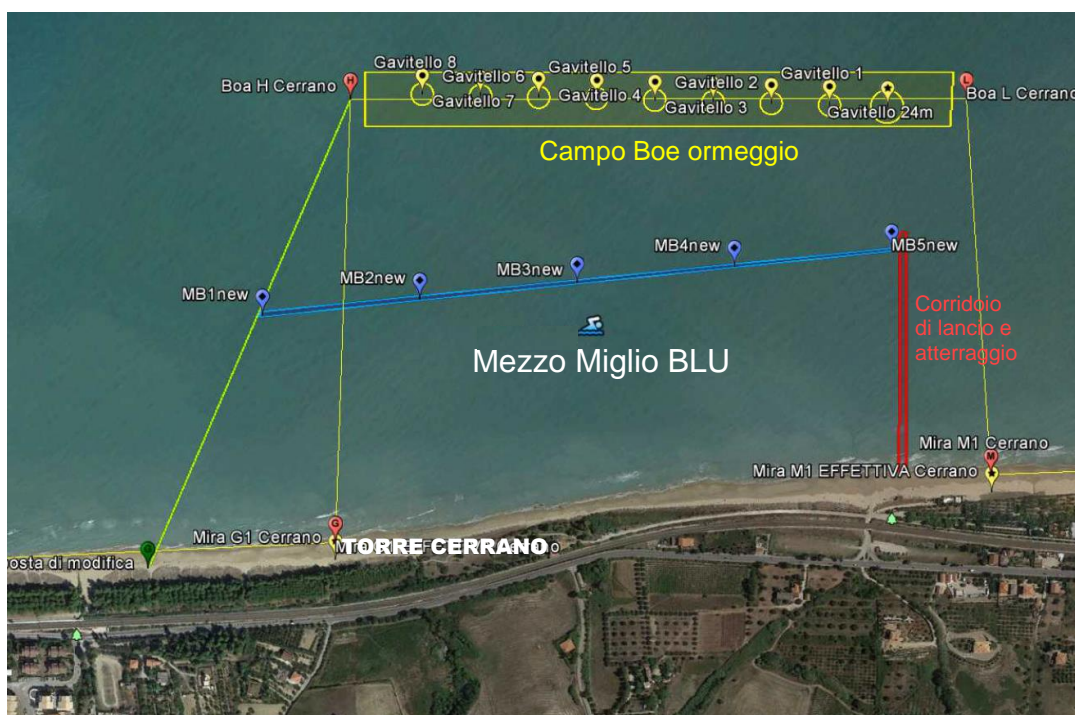 Gavitello 8
Gavitello 6
Gavitello 5
Gavitello 2
Gavitello 1
Boa H Cerrano
H
L
Boa L Cerrano
Gavitello 7
Gavitello 4
Gavitello 3
Gavitello 24m
Campo Boe ormeggio
MB1new
MB2new
MB3new
MB4new
MB5new
Corridoio
di lancio e
atterraggio
Mezzo Miglio BLU
Mira M1 Cerrano
M
Mira M1 EFFETTIVA Cerrano
G
Mira G1 Cerrano
TORRE CERRANO
di modifica